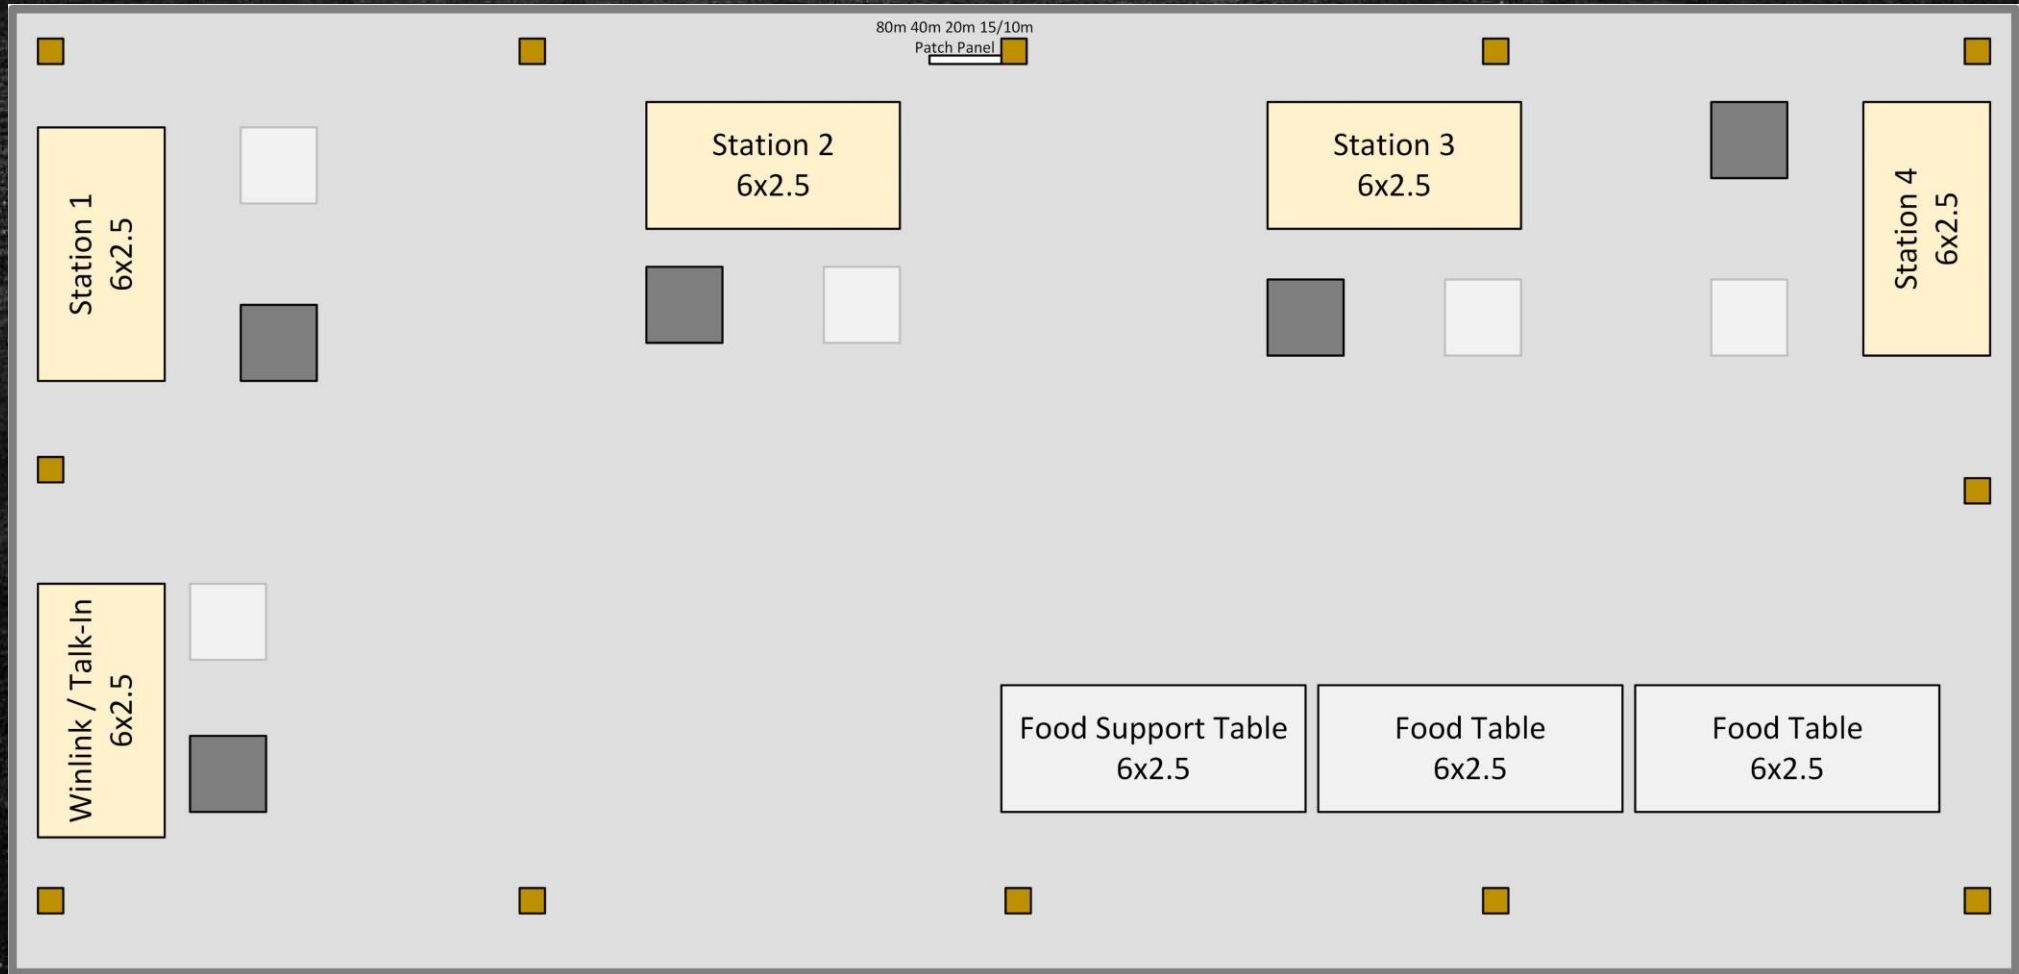 80m 40m 20m 15/10m
Patch Panel
Station 1
6x2.5
Station 2
6x2.5
Station 3
6x2.5
Station 4
6x2.5
Winlink / Talk-In
6x2.5
Food Support Table
6x2.5
Food Table
6x2.5
Food Table
6x2.5